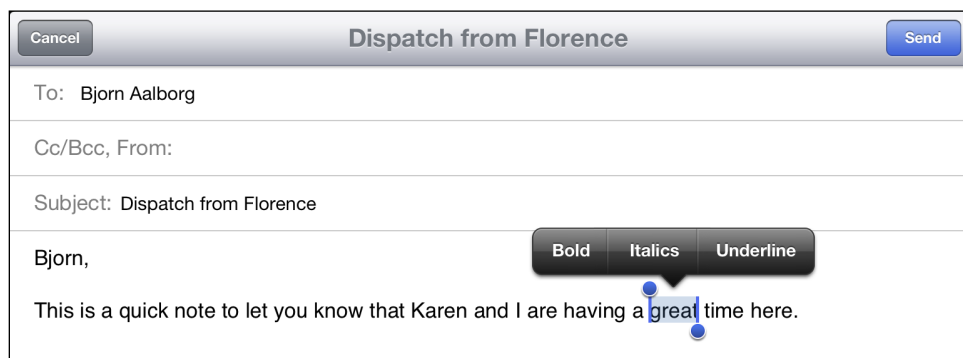 Cancel Dispatch from Florence Send
To: Bjorn Aalborg
Cc/Bcc, From:
Subject: Dispatch from Florence
Bold Italics Underline
Bjorn,
This is a quick note to let you know that Karen and I are having a great time here.